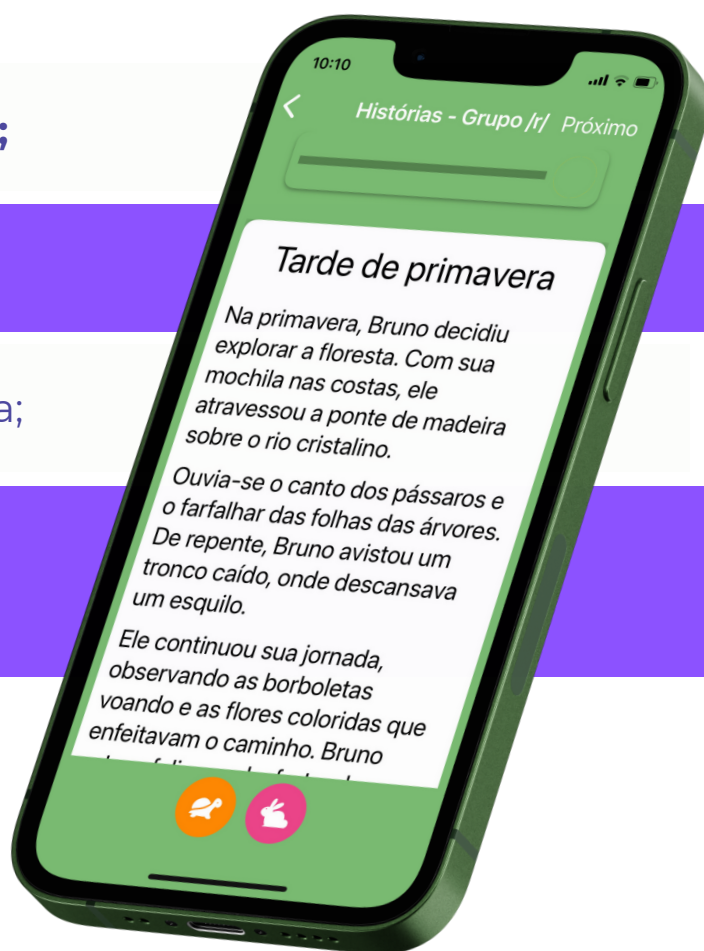 ;
a;
10:10
Histórias - Grupo /r/ Próximo
Tarde de primavera
Na primavera, Bruno decidiu
explorar a floresta. Com sua
mochila nas costas, ele
atravessou a ponte de madeira
sobre o rio cristalino.
Ouvia-se o canto dos pássaros e
o farfalhar das folhas das árvores.
De repente, Bruno avistou um
tronco caído, onde descansava
um esquilo.
Ele continuou sua jornada,
observando as borboletas
voando e as flores coloridas que
enfeitavam o caminho. Bruno